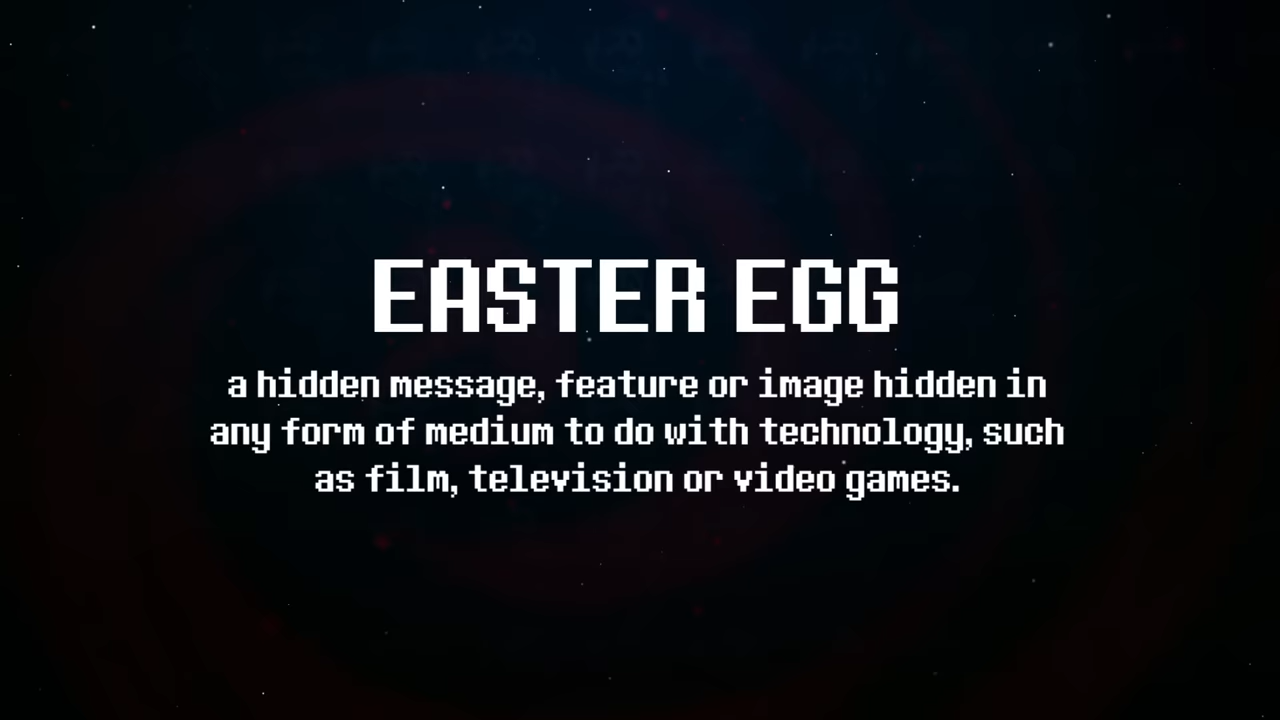 EASTER EGG
a hidden message, feature or image hidden in
any form of medium to do with technology, such
as film, television or video games.